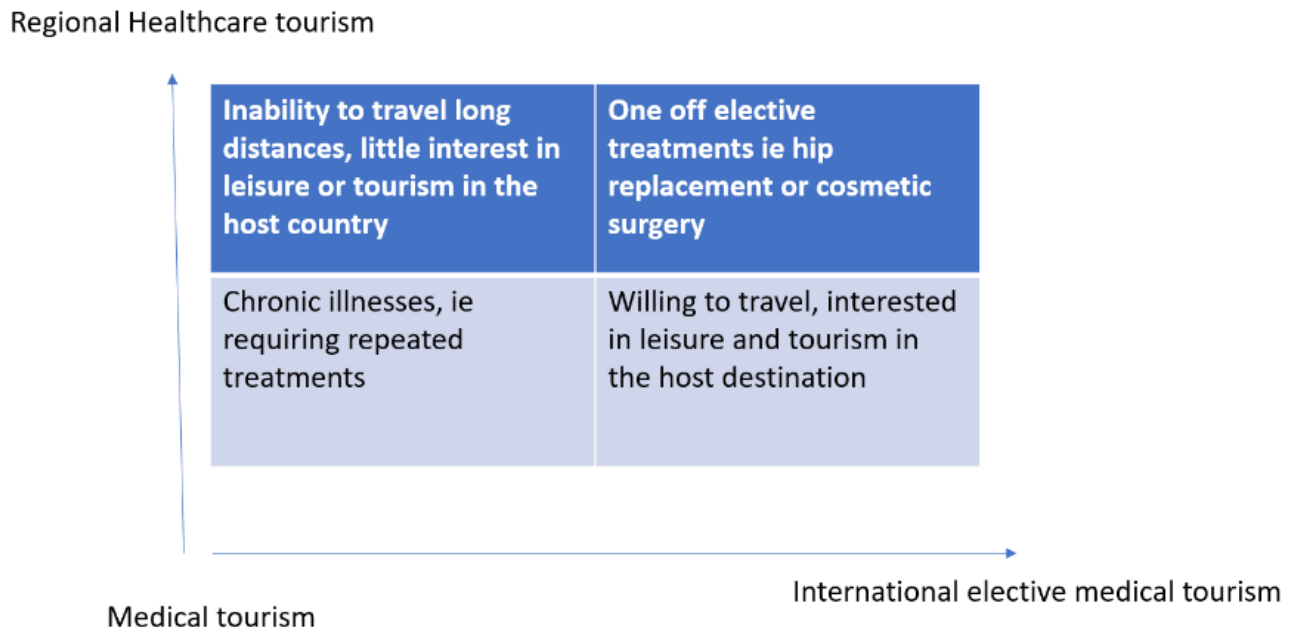 Regional Healthcare tourism
Inability to travel long
distances, little interest in
leisure or tourism in the
host country
One off elective
treatments ie hip
replacement or cosmetic
surgery
Chronic illnesses, ie
requiring repeated
treatments
Willing to travel, interested
in leisure and tourism in
the host destination
International elective medical tourism
Medical tourism